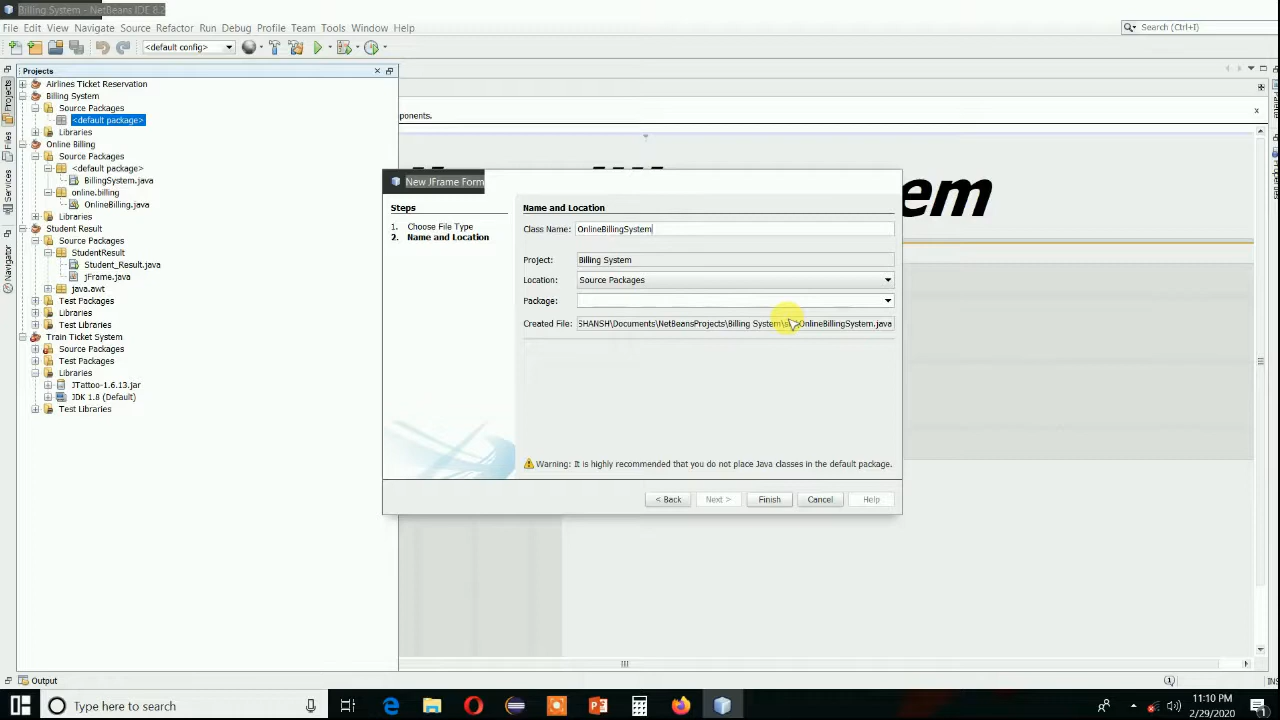 Billing System - NetBeans IDE 8.2
File Edit View Navigate Source Refactor Run Debug Profile Team Tools Window Help
Search (Ctrl+I)
<default config>
Projects
Airlines Ticket Reservation
Billing System
Source Packages
<default package>
Libraries
Online Billing
Source Packages
<default package>
BillingSystem.java
online.billing
OnlineBilling.java
Libraries
Student Result
Source Packages
StudentResult
Student_Result.java
jFrame.java
java.awt
Test Packages
Libraries
Test Libraries
Train Ticket System
Source Packages
Test Packages
Libraries
JTattoo-1.6.13.jar
JDK 1.8 (Default)
Test Libraries
Projects
Files
Services
Navigator
ponents.
em
New JFrame Form
Steps
1. Choose File Type
2. Name and Location
Name and Location
Class Name: OnlineBillingSystem
Project: Billing System
Location: Source Packages
Package:
Created File: SHANSH\Documents\NetBeansProjects\Billing System\ OnlineBillingSystem.java
Warning: It is highly recommended that you do not place Java classes in the default package.
< Back Next > Finish Cancel Help
Output
INS
Type here to search
11:10 PM
2/29/2020
1